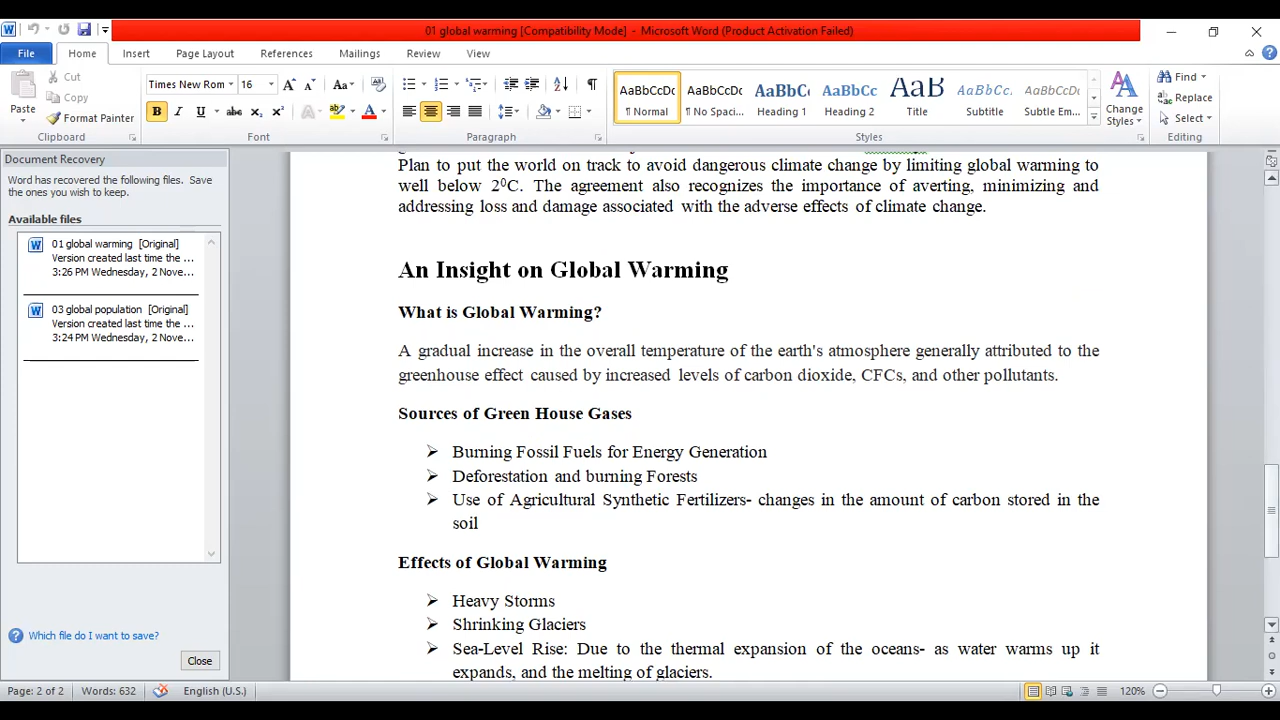 01 global warming [Compatibility Mode] - Microsoft Word (Product Activation Failed)
File Home Insert Page Layout References Mailings Review View
Paste
Cut
Copy
Format Painter
Clipboard
Times New Rom 16
Font
Paragraph
AaBbCcDc AaBbCcDc AaBbCc AaBbCc AaB AaBbCc. AaBbCcDc
¶ Normal ¶ No Spaci... Heading 1 Heading 2 Title Subtitle Subtle Em...
Change
Styles
Styles
Find
Replace
Select
Editing
Document Recovery
Word has recovered the following files. Save
the ones you wish to keep.
Available files
01 global warming [Original]
Version created last time the ...
3:26 PM Wednesday, 2 Nove...
03 global population [Original]
Version created last time the ...
3:24 PM Wednesday, 2 Nove...
Which file do I want to save?
Close
Plan to put the world on track to avoid dangerous climate change by limiting global warming to
well below 2⁰C. The agreement also recognizes the importance of averting, minimizing and
addressing loss and damage associated with the adverse effects of climate change.
An Insight on Global Warming
What is Global Warming?
A gradual increase in the overall temperature of the earth's atmosphere generally attributed to the
greenhouse effect caused by increased levels of carbon dioxide, CFCs, and other pollutants.
Sources of Green House Gases
➢ Burning Fossil Fuels for Energy Generation
➢ Deforestation and burning Forests
➢ Use of Agricultural Synthetic Fertilizers- changes in the amount of carbon stored in the
soil
Effects of Global Warming
➢ Heavy Storms
➢ Shrinking Glaciers
➢ Sea-Level Rise: Due to the thermal expansion of the oceans- as water warms up it
expands, and the melting of glaciers.
Page: 2 of 2 Words: 632 English (U.S.) 120%